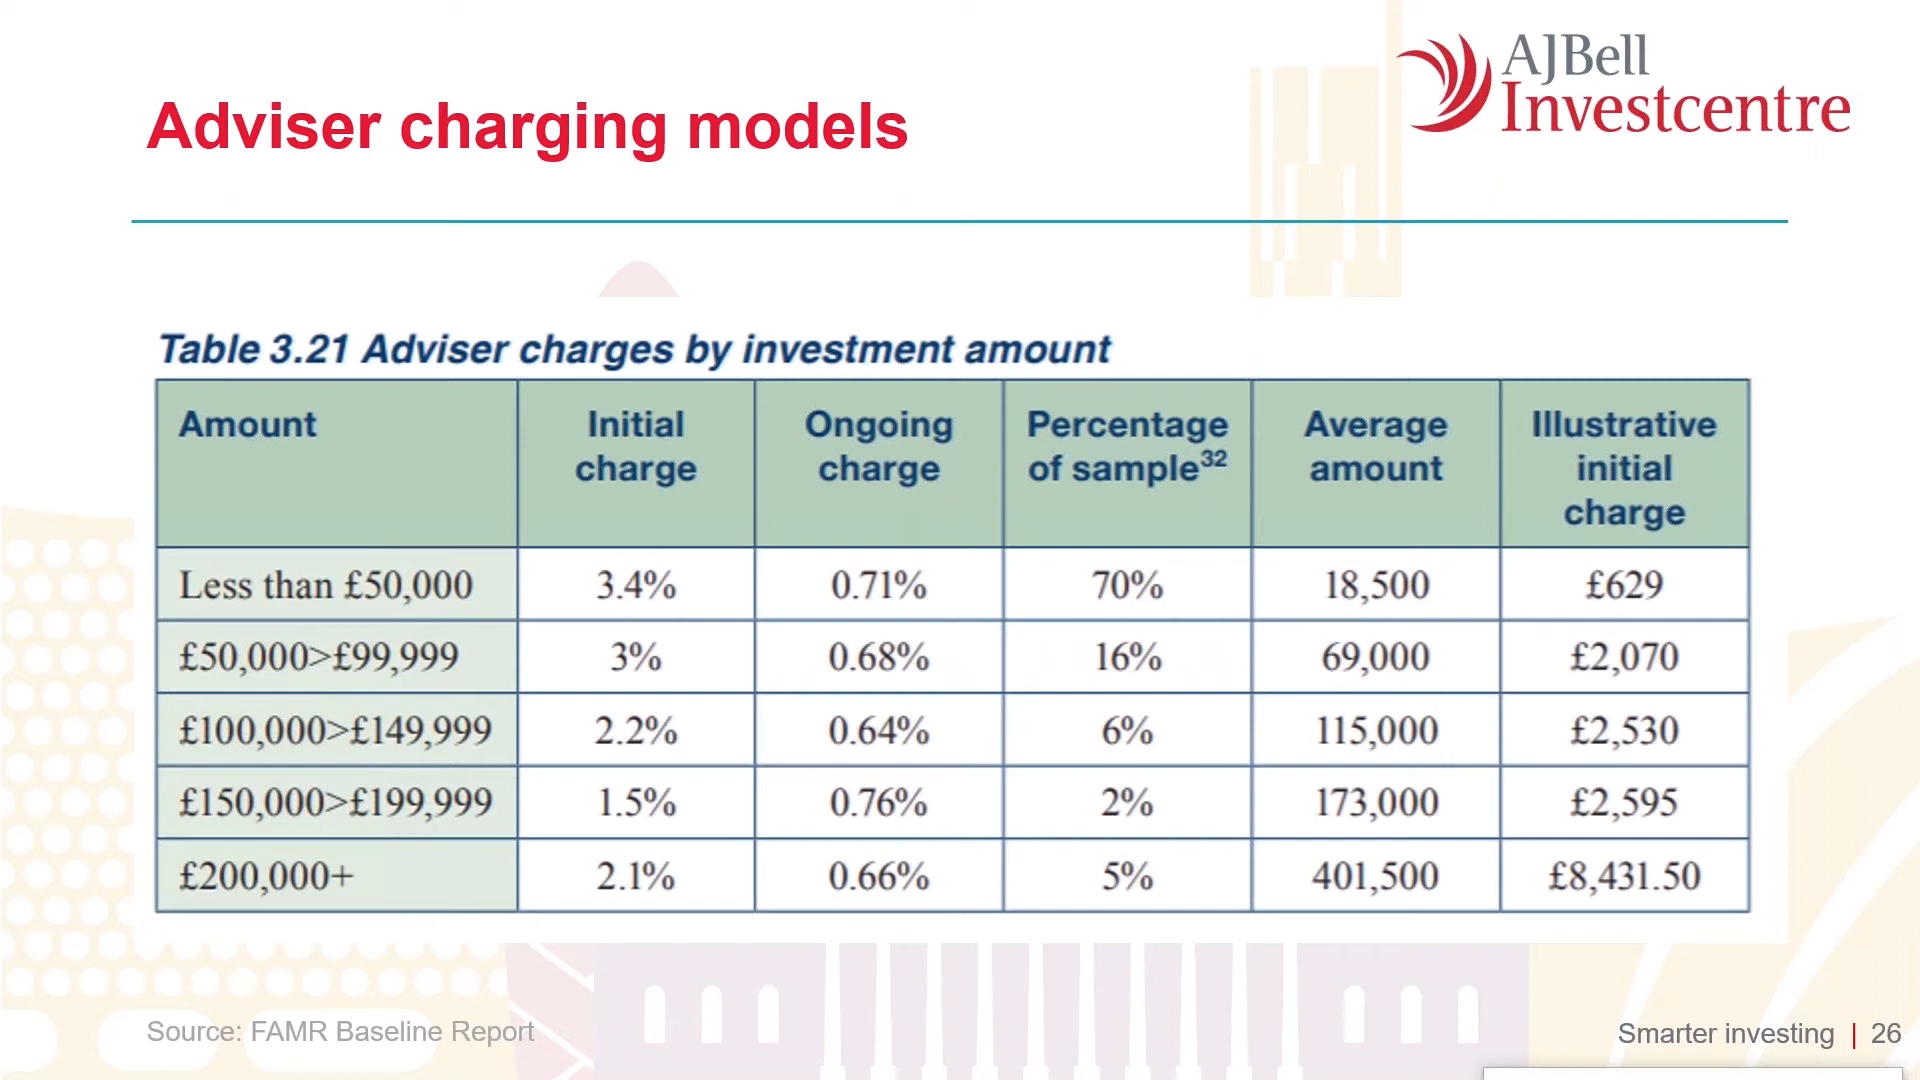 AJBell
Investcentre
Adviser charging models
Table 3.21 Adviser charges by investment amount
Amount Initial charge Ongoing charge Percentage of sample32 Average amount Illustrative initial charge
Less than £50,000 3.4% 0.71% 70% 18,500 £629
£50,000>£99,999 3% 0.68% 16% 69,000 £2,070
£100,000>£149,999 2.2% 0.64% 6% 115,000 £2,530
£150,000>£199,999 1.5% 0.76% 2% 173,000 £2,595
£200,000+ 2.1% 0.66% 5% 401,500 £8,431.50
Source: FAMR Baseline Report
Smarter investing | 26